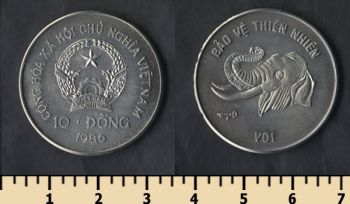 CỘNG HÒA XÃ HỘI CHỦ NGHĨA VIỆT NAM
10 · ĐỒNG
1986
BẢO VỆ THIÊN NHIÊN
VOI
1 2 3 4 5 6 7